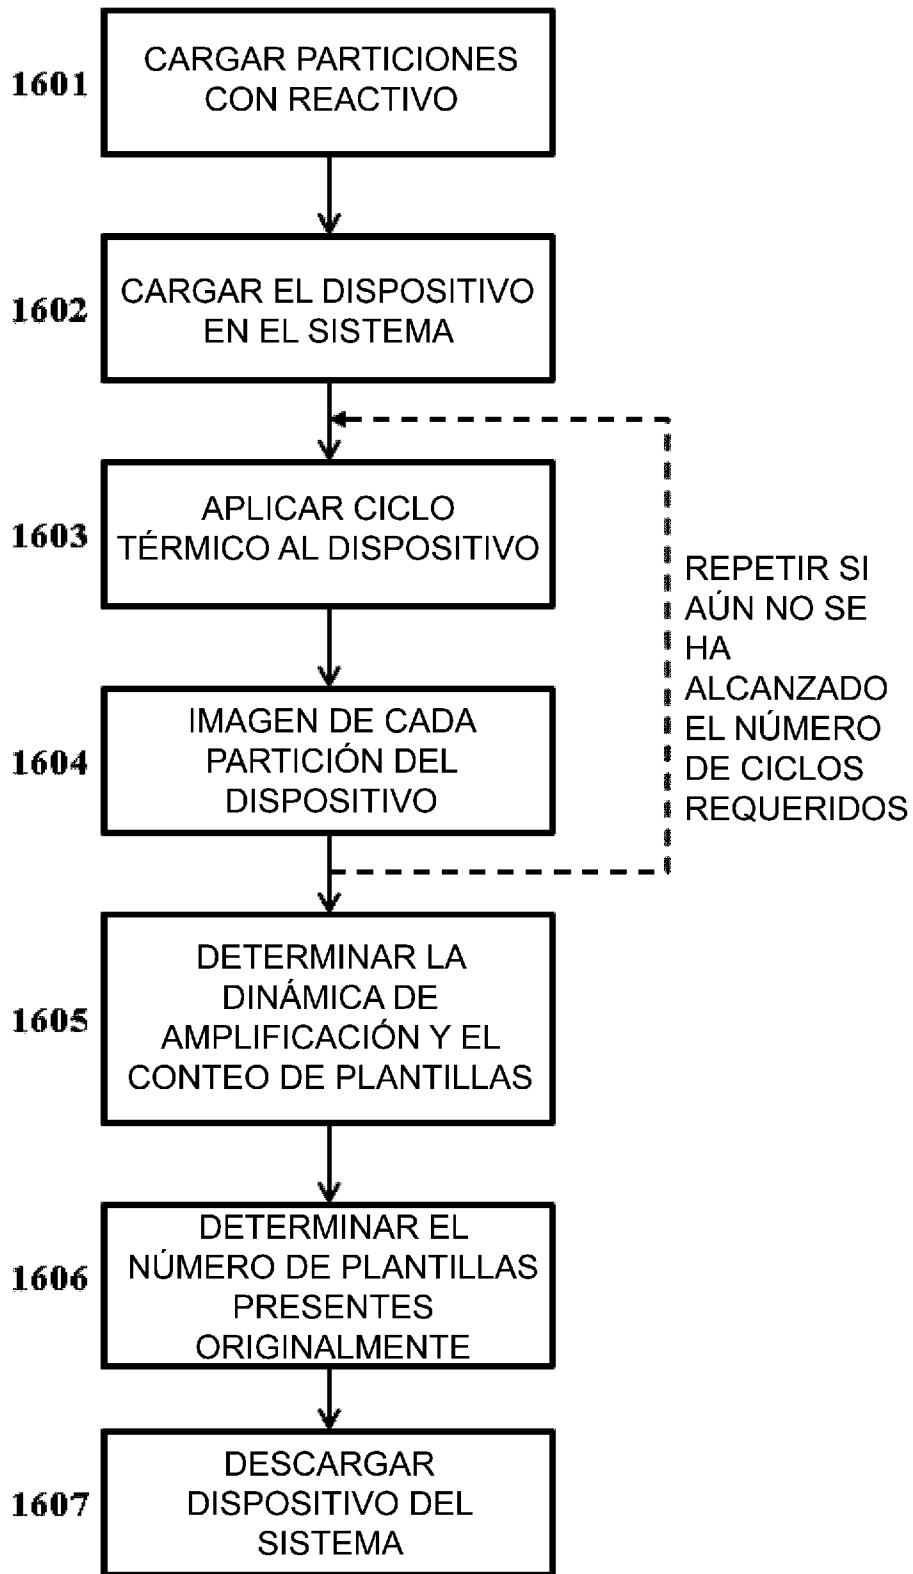 1601
CARGAR PARTICIONES
CON REACTIVO
1602
CARGAR EL DISPOSITIVO
EN EL SISTEMA
1603
APLICAR CICLO
TÉRMICO AL DISPOSITIVO
REPETIR SI
AÚN NO SE
HA
ALCANZADO
EL NÚMERO
DE CICLOS
REQUERIDOS
1604
IMAGEN DE CADA
PARTICIÓN DEL
DISPOSITIVO
1605
DETERMINAR LA
DINÁMICA DE
AMPLIFICACIÓN Y EL
CONTEO DE PLANTILLAS
1606
DETERMINAR EL
NÚMERO DE PLANTILLAS
PRESENTES
ORIGINALMENTE
1607
DESCARGAR
DISPOSITIVO DEL
SISTEMA